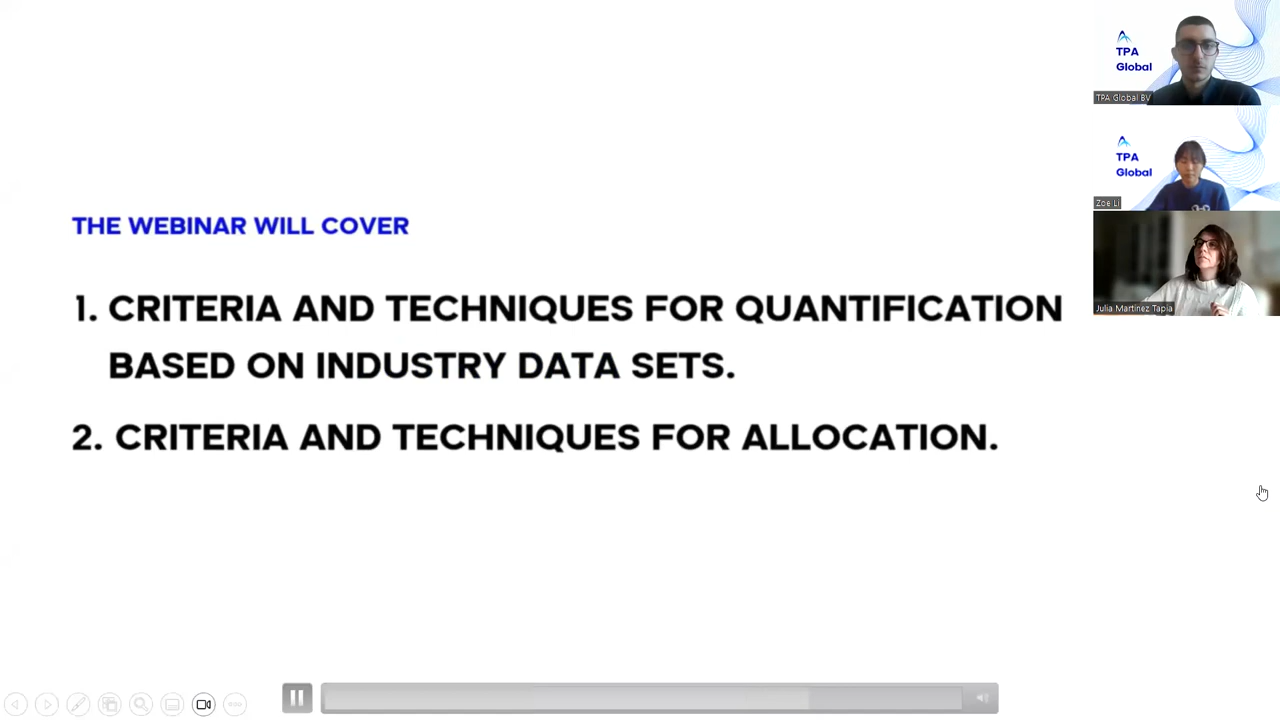 THE WEBINAR WILL COVER
1. CRITERIA AND TECHNIQUES FOR QUANTIFICATION
BASED ON INDUSTRY DATA SETS.
2. CRITERIA AND TECHNIQUES FOR ALLOCATION.
TPA
Global
TPA Global BV
TPA
Global
Zoe Li
Julia Martinez Tapia